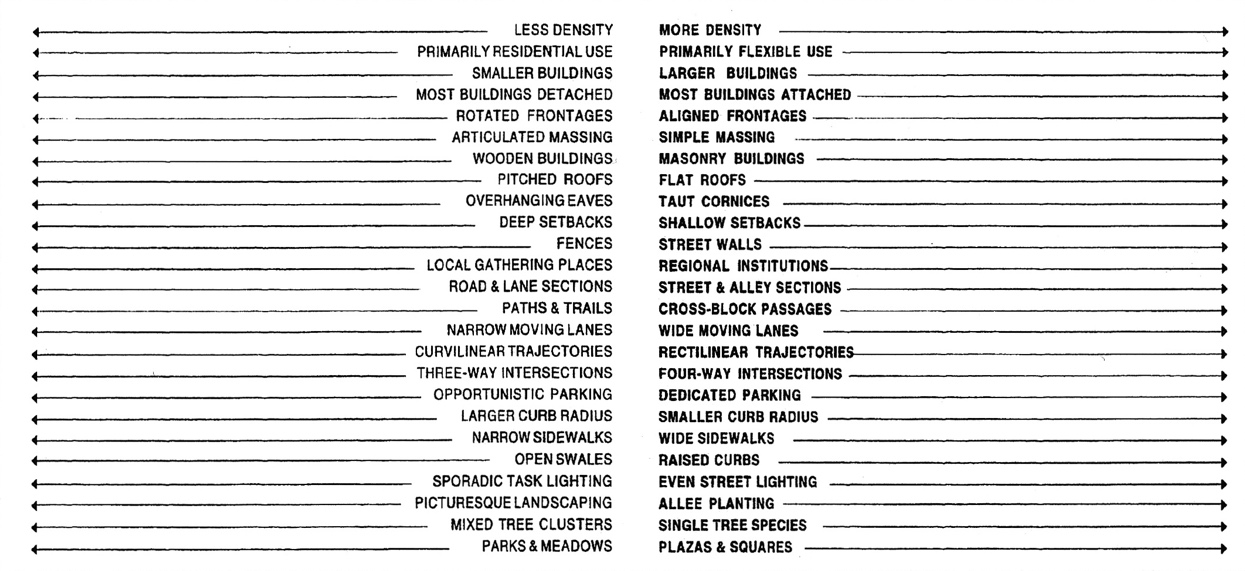 LESS DENSITY MORE DENSITY
PRIMARILY RESIDENTIAL USE PRIMARILY FLEXIBLE USE
SMALLER BUILDINGS LARGER BUILDINGS
MOST BUILDINGS DETACHED MOST BUILDINGS ATTACHED
ROTATED FRONTAGES ALIGNED FRONTAGES
ARTICULATED MASSING SIMPLE MASSING
WOODEN BUILDINGS MASONRY BUILDINGS
PITCHED ROOFS FLAT ROOFS
OVERHANGING EAVES TAUT CORNICES
DEEP SETBACKS SHALLOW SETBACKS
FENCES STREET WALLS
LOCAL GATHERING PLACES REGIONAL INSTITUTIONS
ROAD & LANE SECTIONS STREET & ALLEY SECTIONS
PATHS & TRAILS CROSS-BLOCK PASSAGES
NARROW MOVING LANES WIDE MOVING LANES
CURVILINEAR TRAJECTORIES RECTILINEAR TRAJECTORIES
THREE-WAY INTERSECTIONS FOUR-WAY INTERSECTIONS
OPPORTUNISTIC PARKING DEDICATED PARKING
LARGER CURB RADIUS SMALLER CURB RADIUS
NARROW SIDEWALKS WIDE SIDEWALKS
OPEN SWALES RAISED CURBS
SPORADIC TASK LIGHTING EVEN STREET LIGHTING
PICTURESQUE LANDSCAPING ALLEE PLANTING
MIXED TREE CLUSTERS SINGLE TREE SPECIES
PARKS & MEADOWS PLAZAS & SQUARES